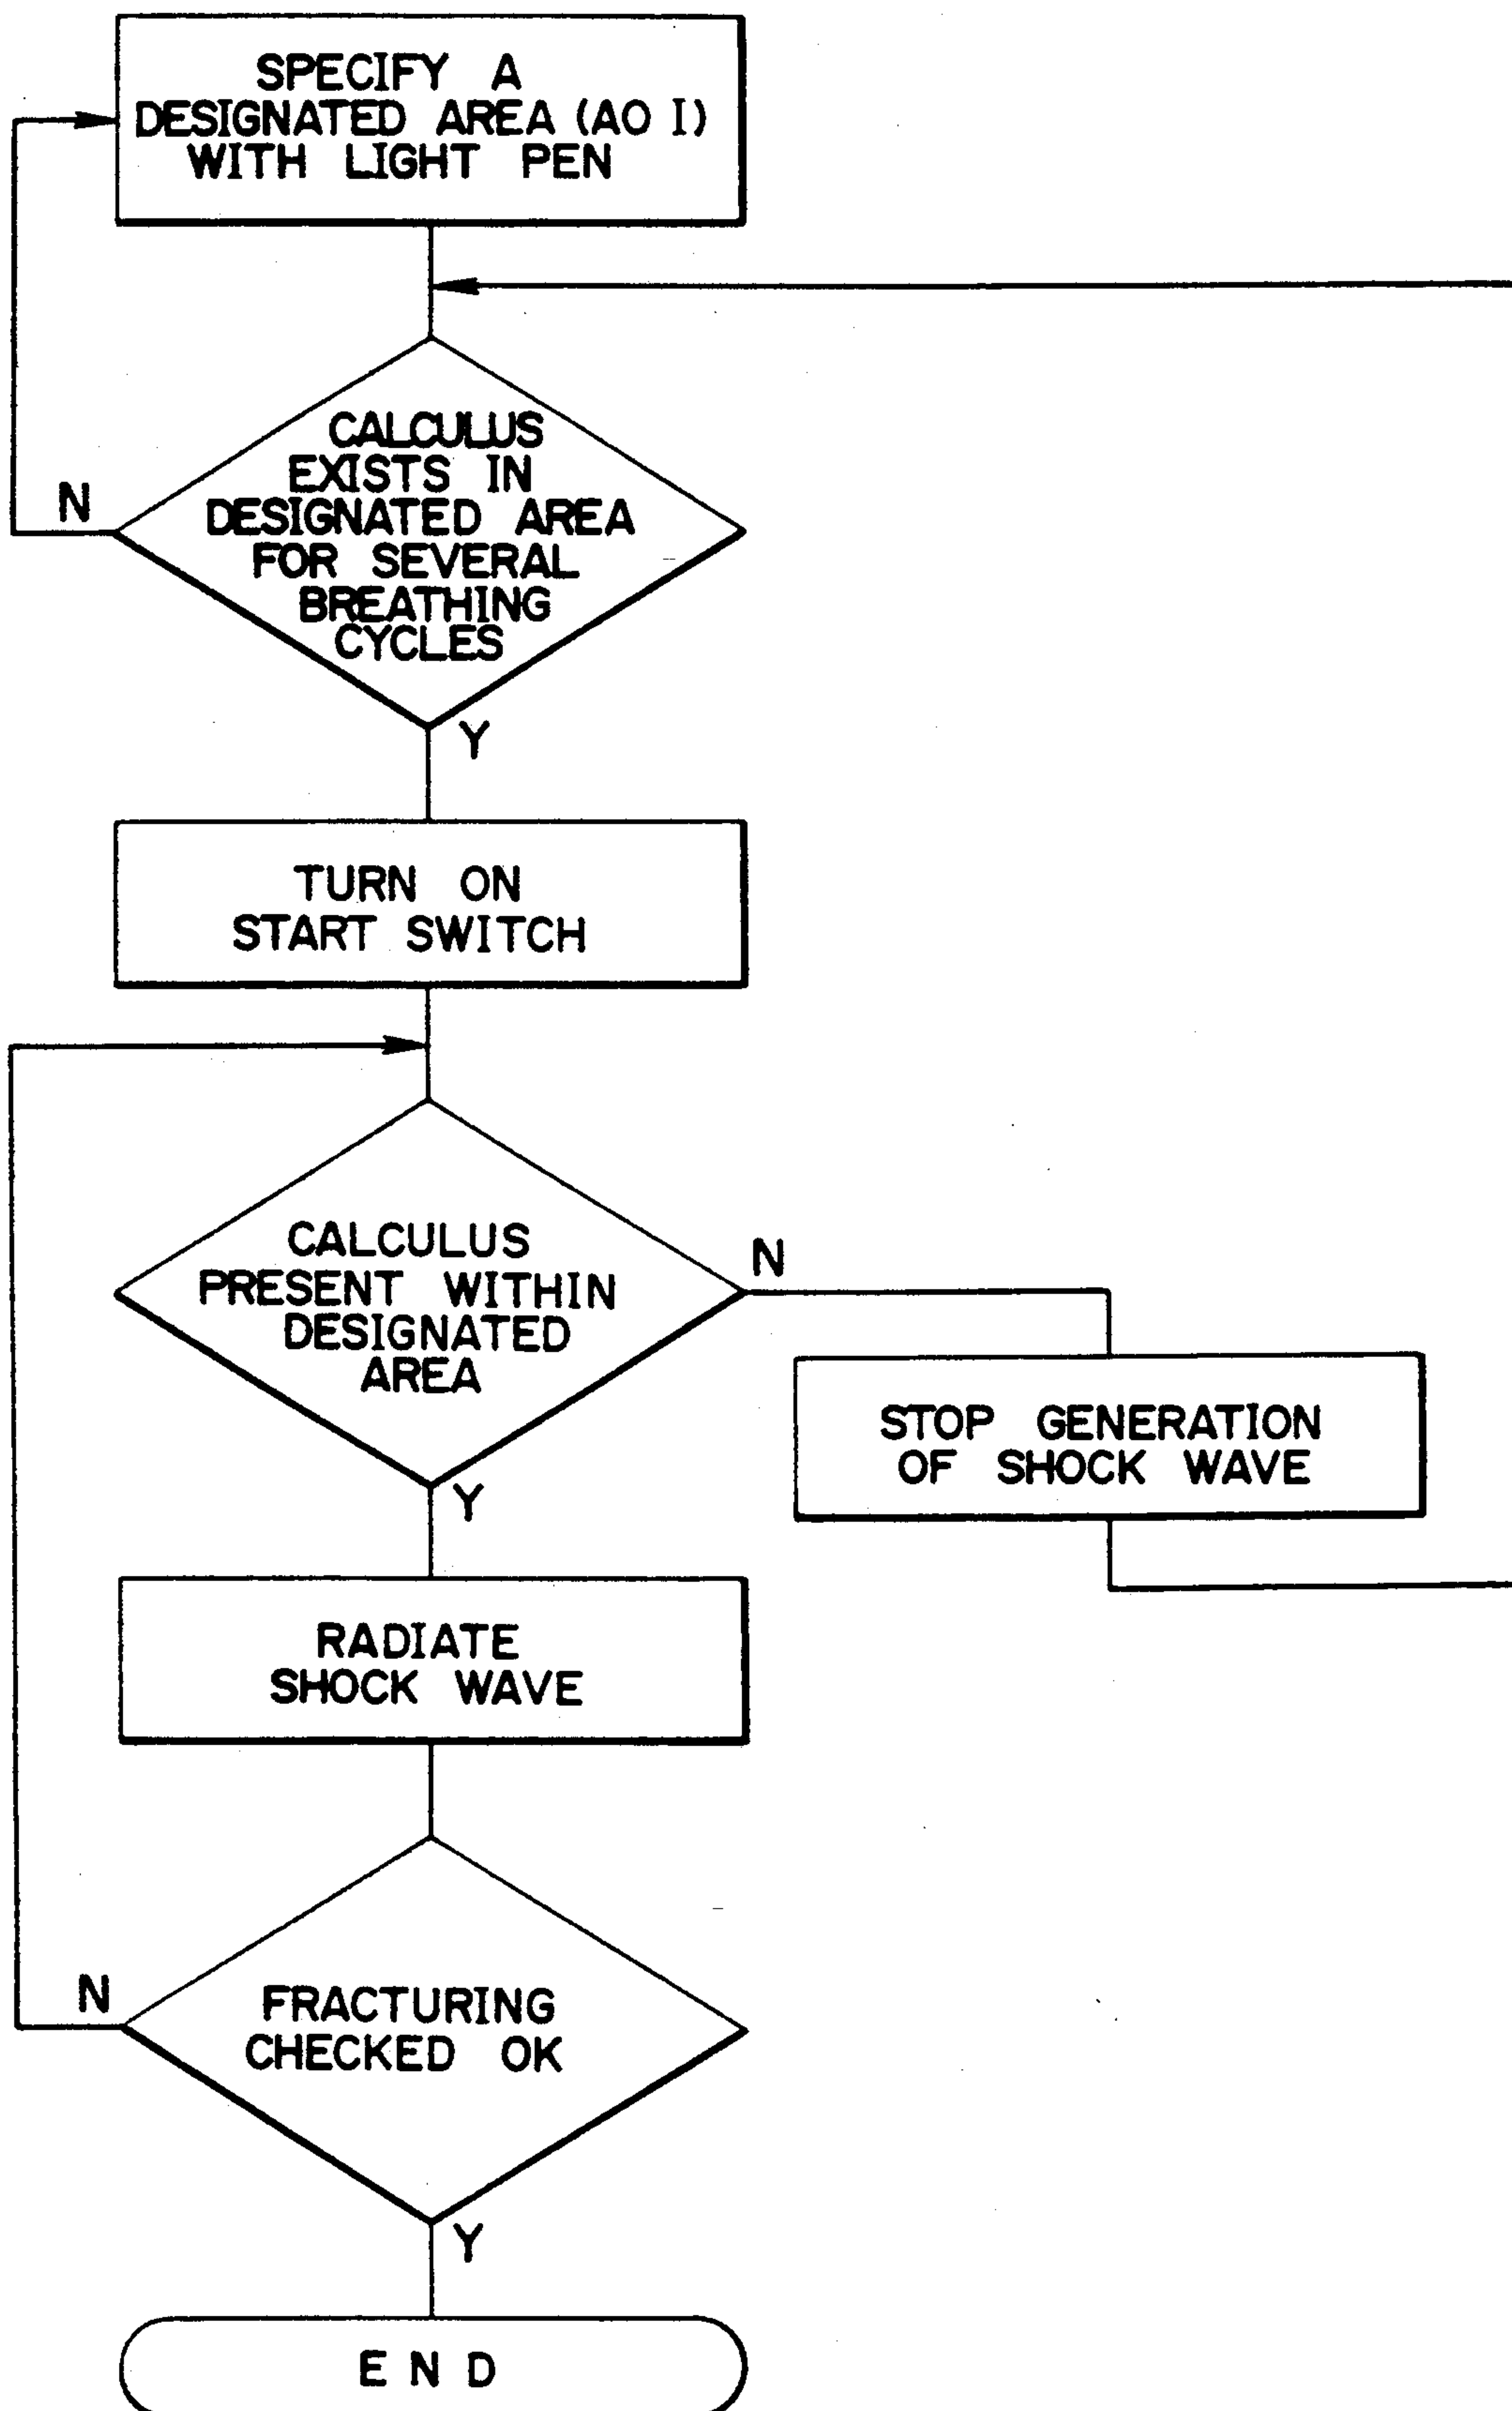 SPECIFY A
DESIGNATED AREA (AO I)
WITH LIGHT PEN
CALCULUS
EXISTS IN
DESIGNATED AREA
FOR SEVERAL
BREATHING
CYCLES
N
Y
TURN ON
START SWITCH
CALCULUS
PRESENT WITHIN
DESIGNATED
AREA
N
Y
STOP GENERATION
OF SHOCK WAVE
RADIATE
SHOCK WAVE
FRACTURING
CHECKED OK
N
Y
END